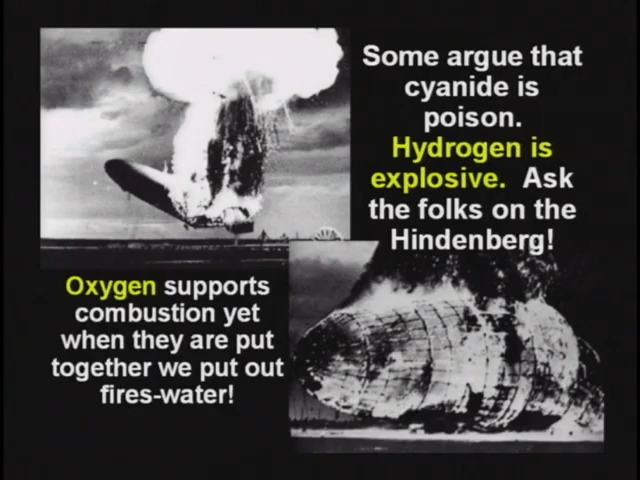 Some argue that
cyanide is
poison.
Hydrogen is
explosive. Ask
the folks on the
Hindenberg!
Oxygen supports
combustion yet
when they are put
together we put out
fires-water!